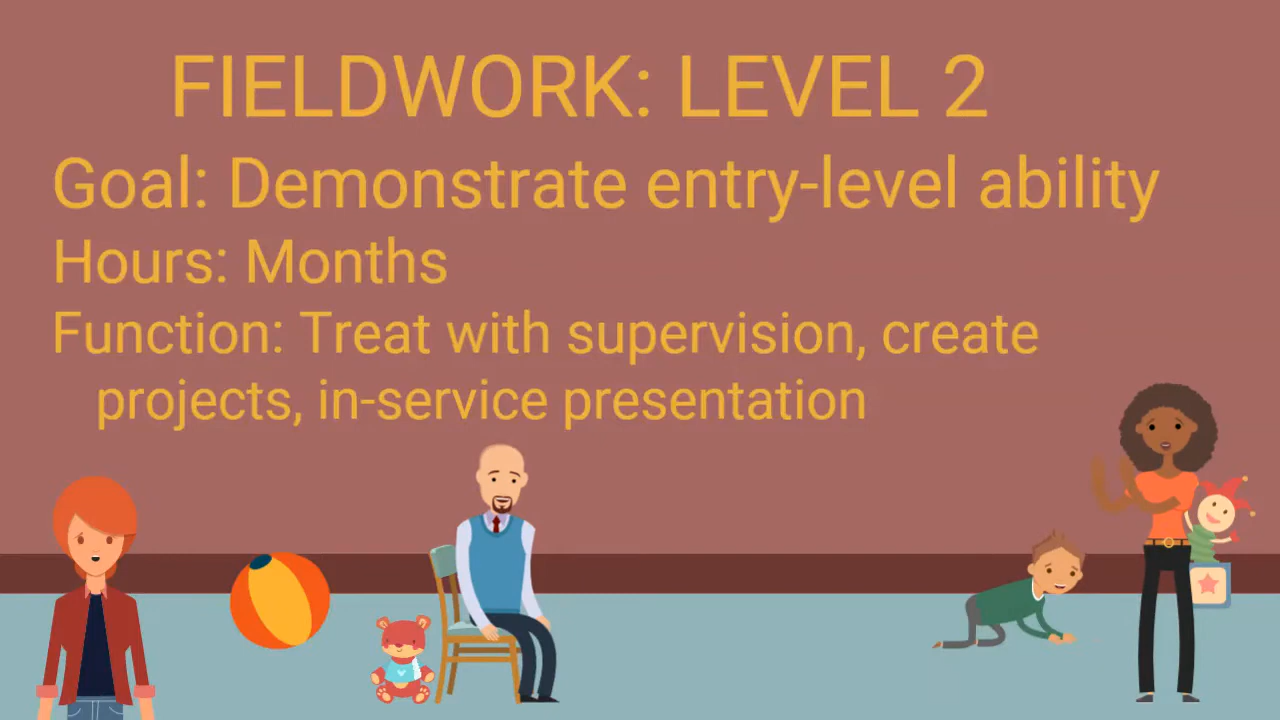 FIELDWORK: LEVEL 2
Goal: Demonstrate entry-level ability
Hours: Months
Function: Treat with supervision, create
projects, in-service presentation